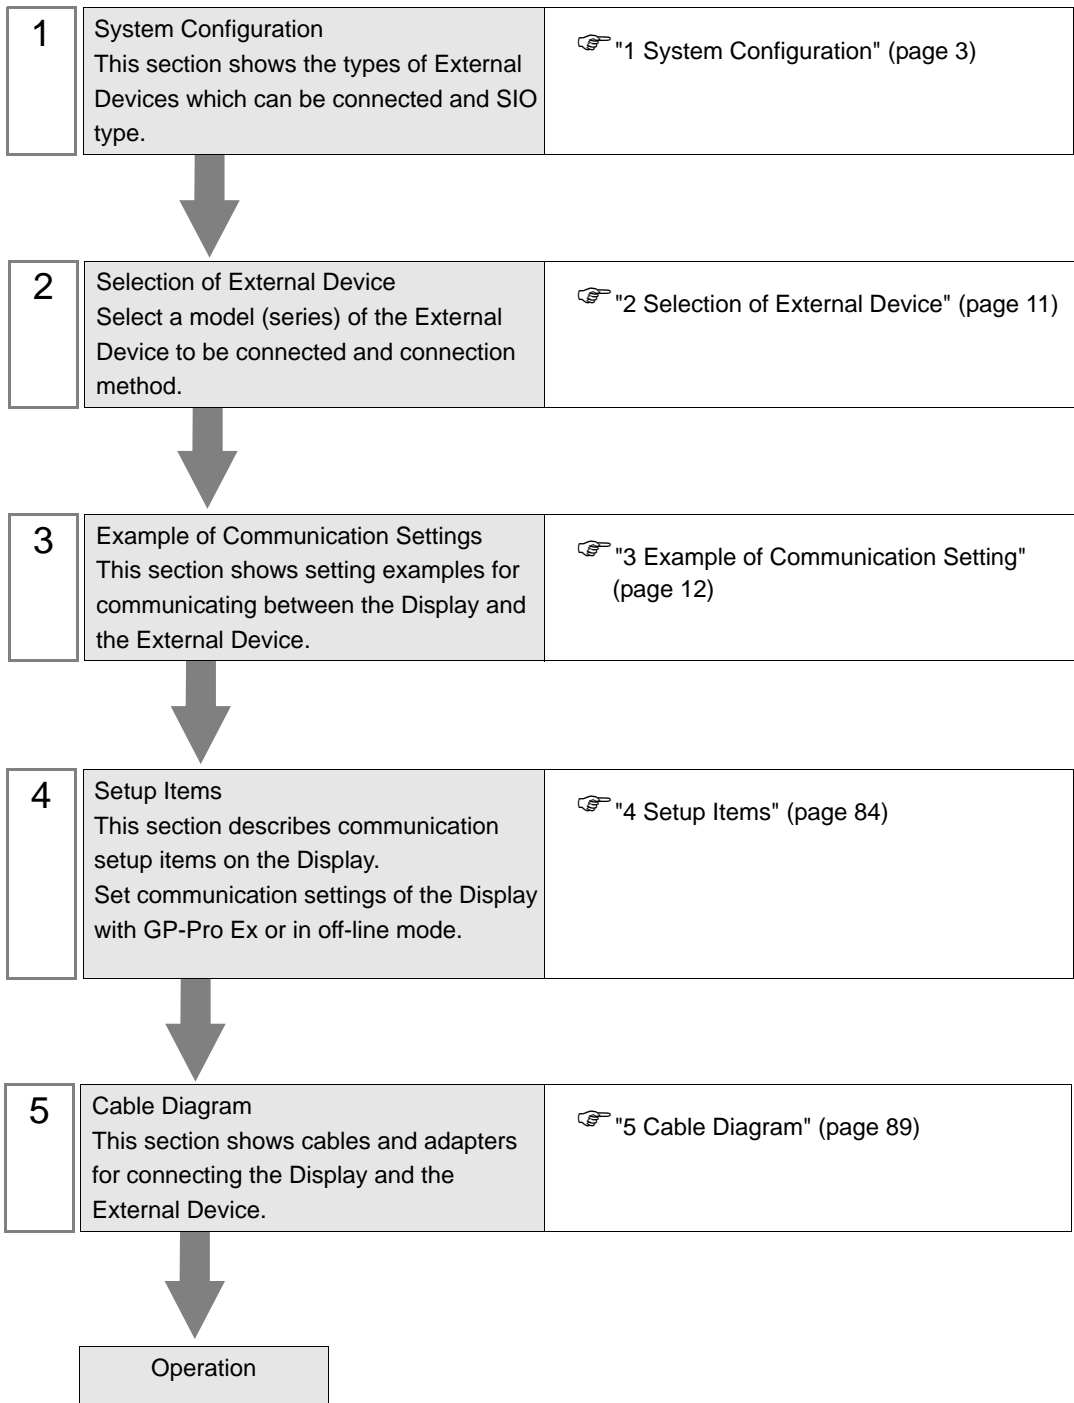 1
System Configuration
This section shows the types of External
Devices which can be connected and SIO
type.
"1 System Configuration" (page 3)
2
Selection of External Device
Select a model (series) of the External
Device to be connected and connection
method.
"2 Selection of External Device" (page 11)
3
Example of Communication Settings
This section shows setting examples for
communicating between the Display and
the External Device.
"3 Example of Communication Setting"
(page 12)
4
Setup Items
This section describes communication
setup items on the Display.
Set communication settings of the Display
with GP-Pro Ex or in off-line mode.
"4 Setup Items" (page 84)
5
Cable Diagram
This section shows cables and adapters
for connecting the Display and the
External Device.
"5 Cable Diagram" (page 89)
Operation